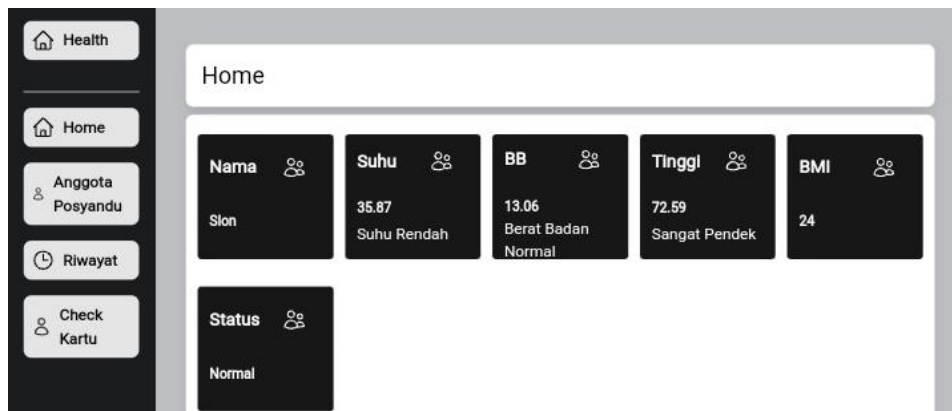 Health
Home
Anggota
Posyandu
Riwayat
Check
Kartu
Home
Nama
Sion
Suhu
35.87
Suhu Rendah
BB
13.06
Berat Badan
Normal
Tinggi
72.59
Sangat Pendek
BMI
24
Status
Normal